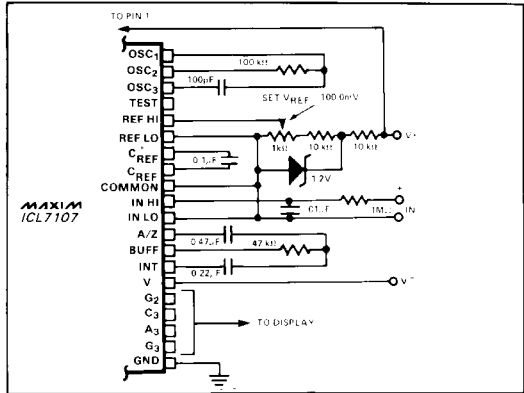 TO PIN 1
OSC1
100 kΩ
OSC2
100pF
OSC3
TEST
SET VREF
100.0mV
REF HI
REF LO
1kΩ
10 kΩ
10 kΩ
V+
C+REF
0.1μF
1.2V
CREF
COMMON
MAXIM
ICL7107
IN HI
+
.01μF
1MΩ
IN
IN LO
A/Z
0.47μF
BUFF
47 kΩ
INT
0.22μF
V
V−
G2
C3
TO DISPLAY
A3
G3
GND